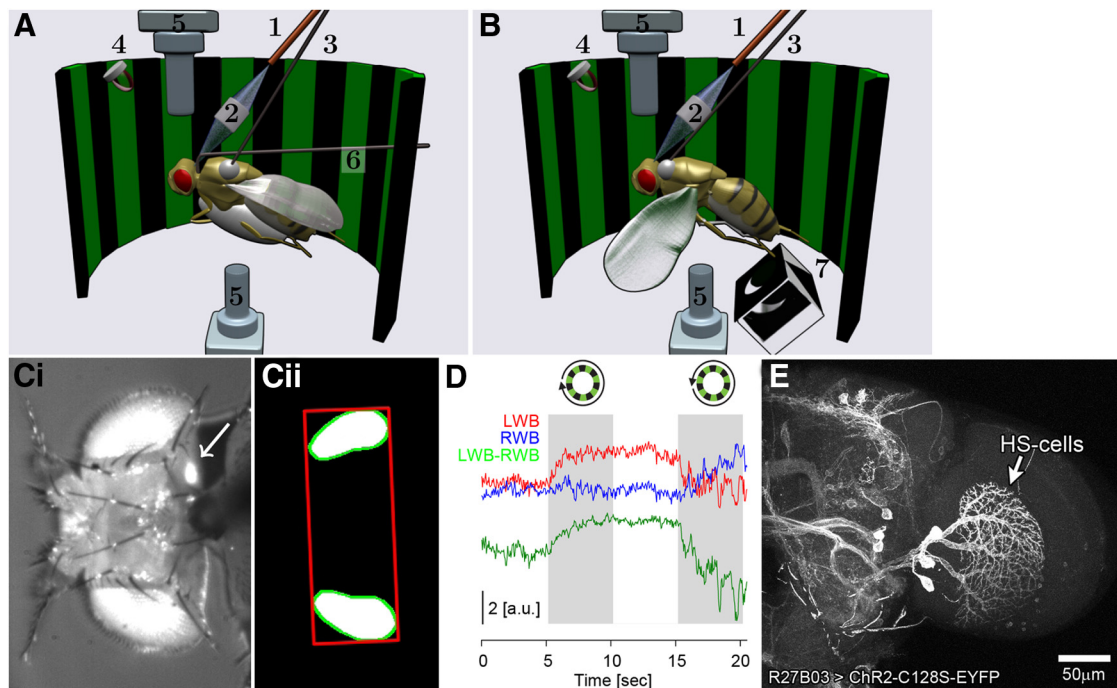 A
5
1
3
4
2
6
B
5
1
3
4
2
7
5
5
Ci
Cii
D
LWB
RWB
LWB-RWB
2 [a.u.]
0 5 10 15 20
Time [sec]
E
HS-cells
R27B03 > ChR2-C128S-EYFP
50μm